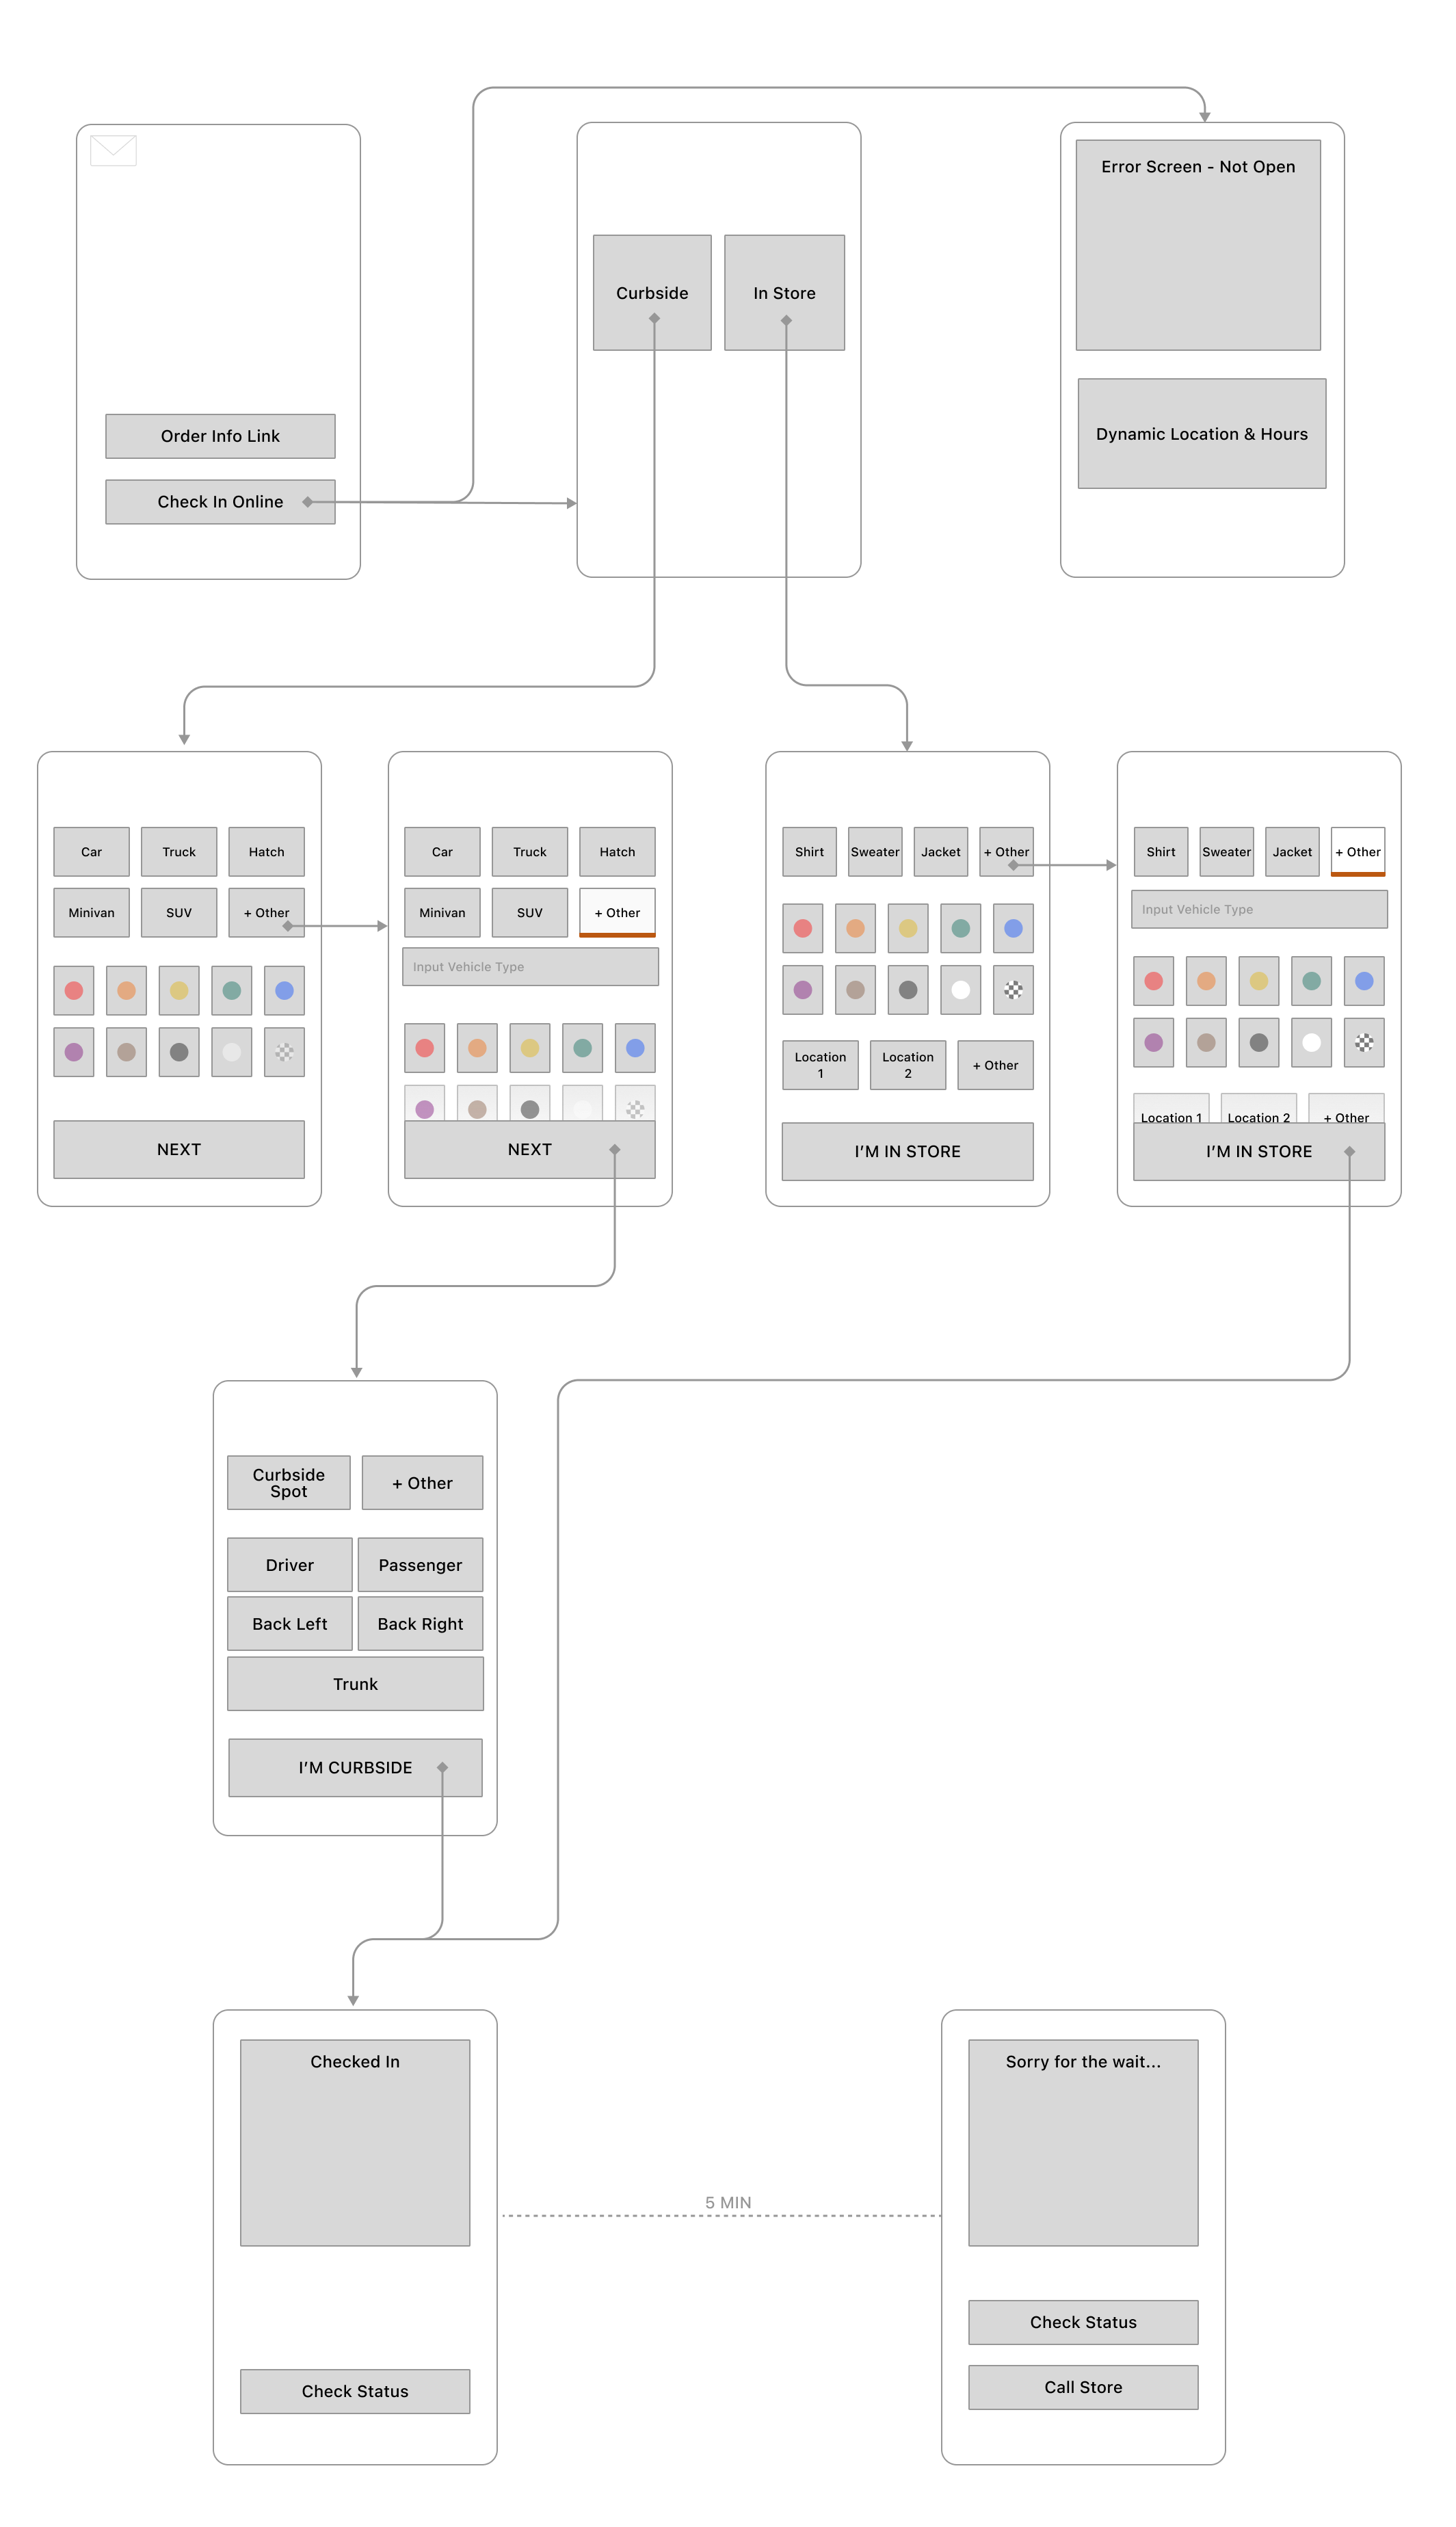 Order Info Link
Check In Online
Curbside
In Store
Error Screen - Not Open
Dynamic Location & Hours
Car
Truck
Hatch
Minivan
SUV
+ Other
NEXT
Car
Truck
Hatch
Minivan
SUV
+ Other
Input Vehicle Type
NEXT
Shirt
Sweater
Jacket
+ Other
Location
1
Location
2
+ Other
I’M IN STORE
Shirt
Sweater
Jacket
+ Other
Input Vehicle Type
Location 1
Location 2
+ Other
I’M IN STORE
Curbside
Spot
+ Other
Driver
Passenger
Back Left
Back Right
Trunk
I’M CURBSIDE
Checked In
Check Status
5 MIN
Sorry for the wait...
Check Status
Call Store